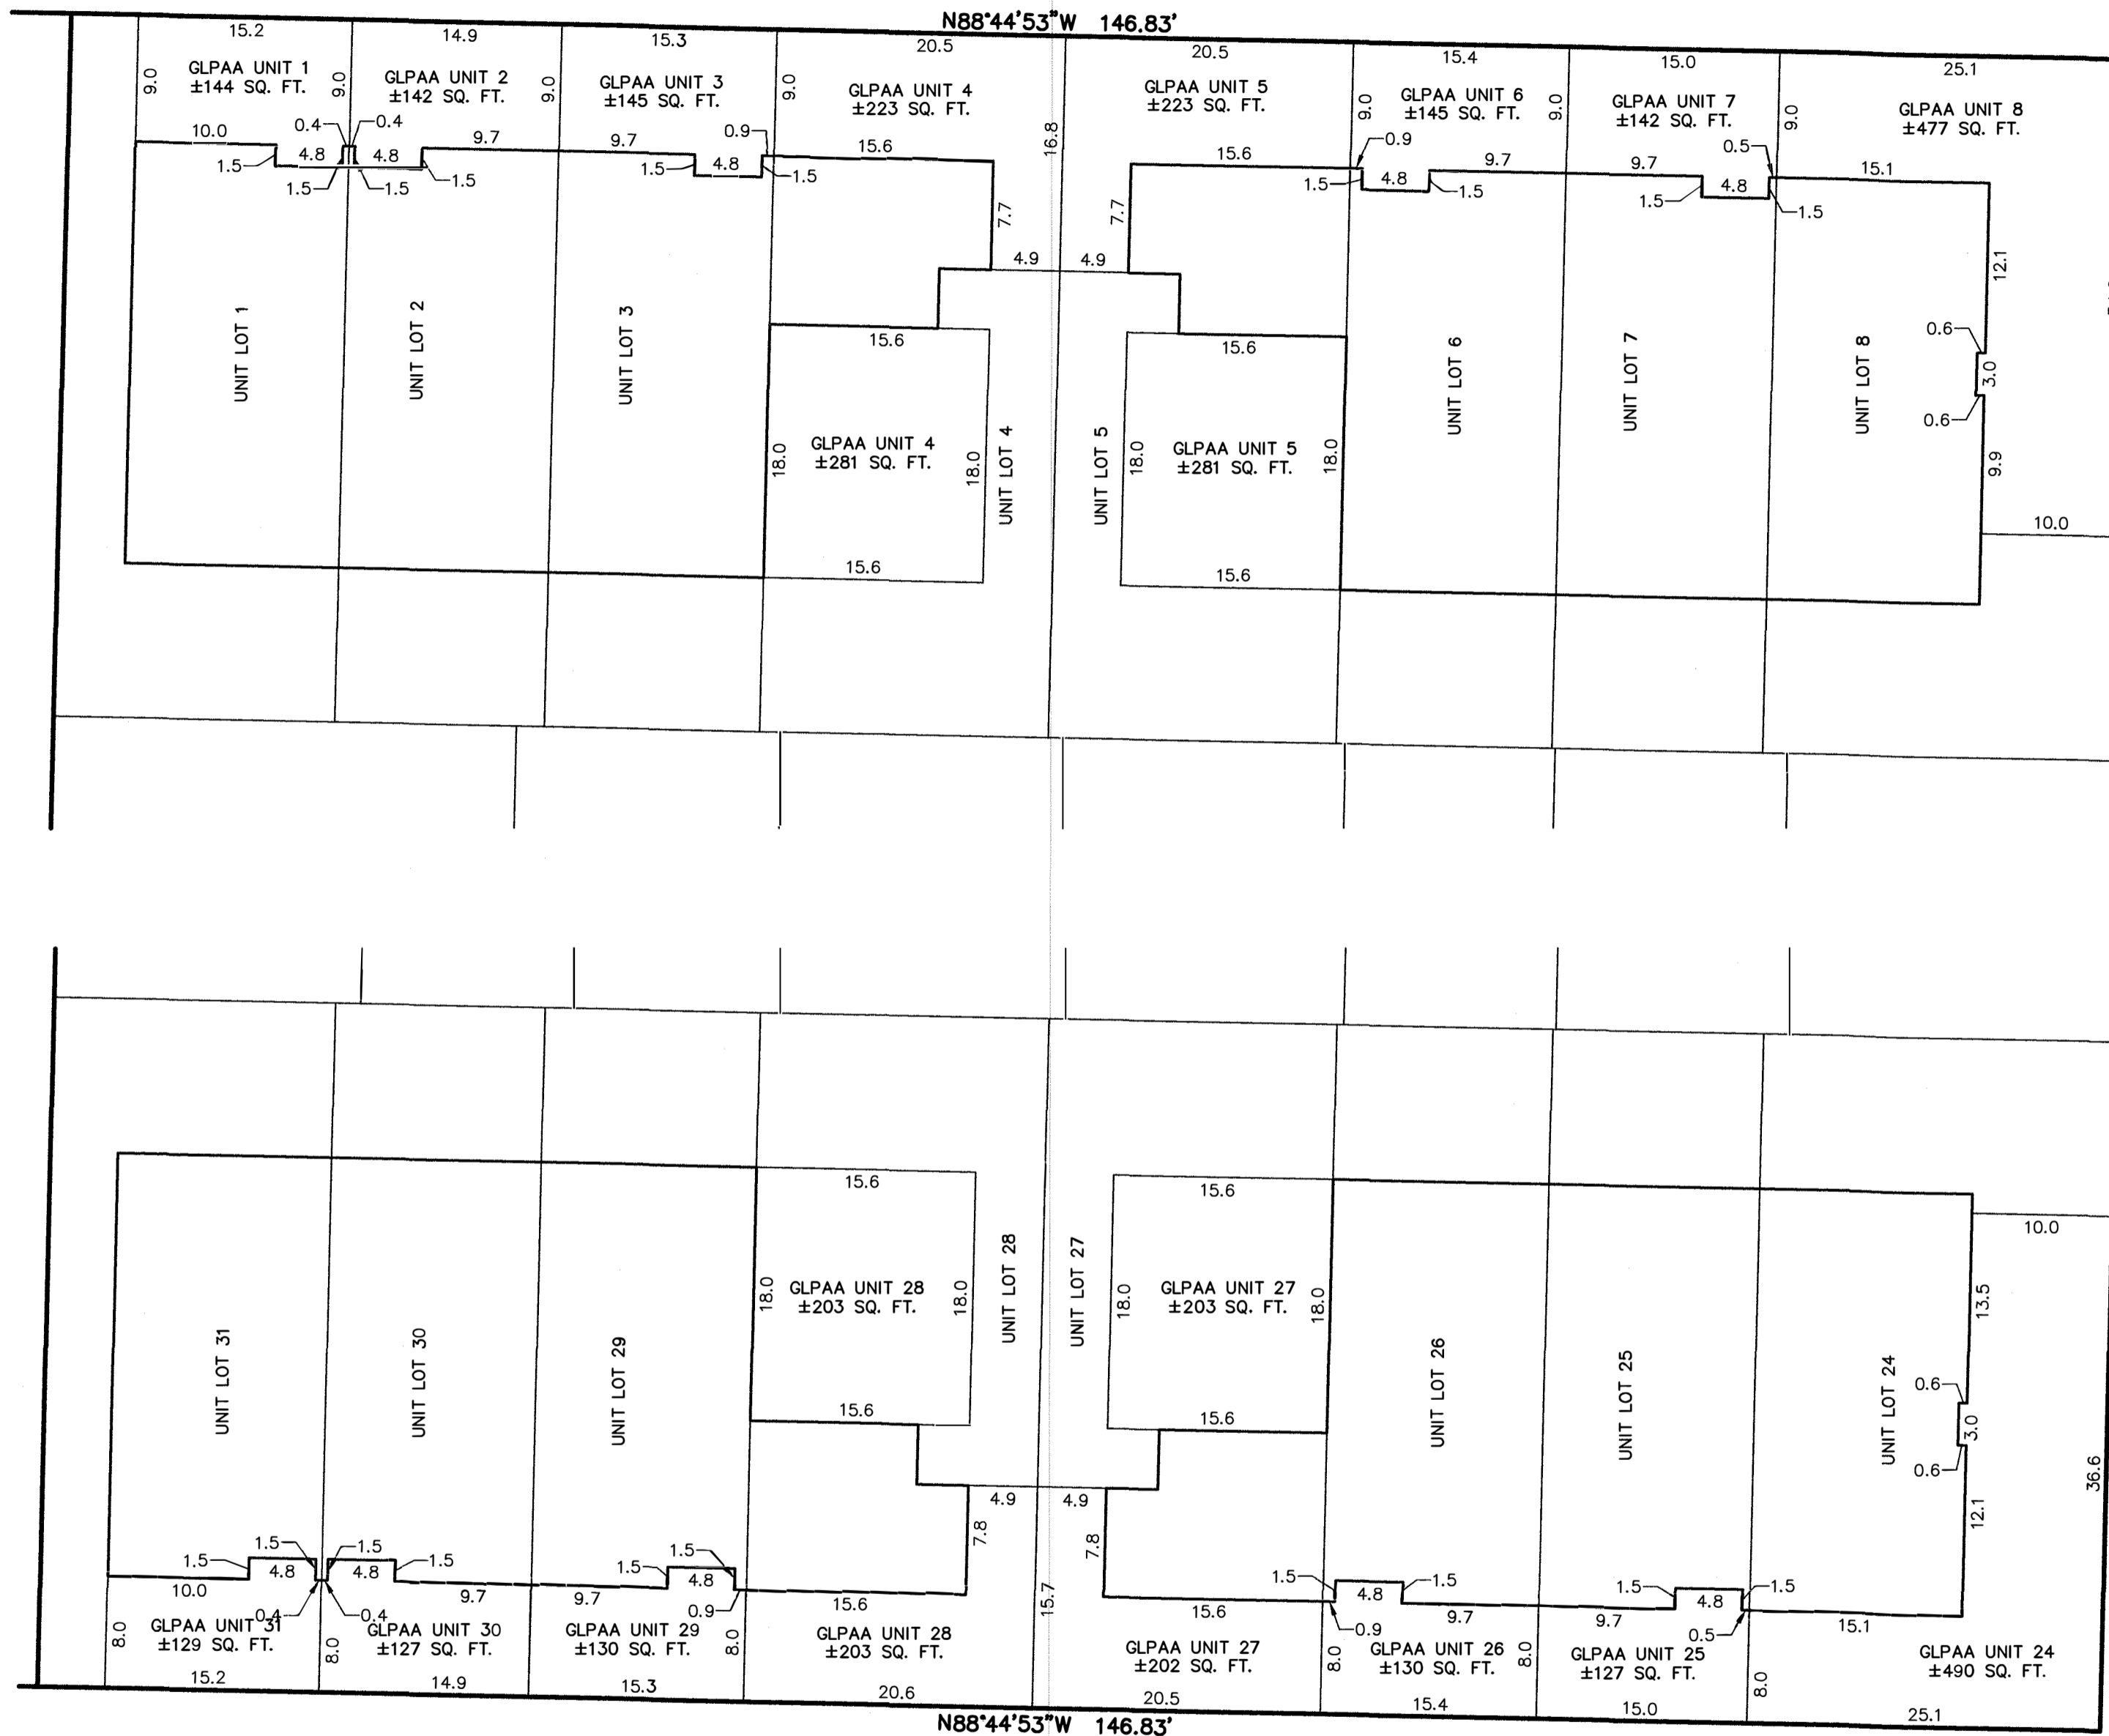 N88°44'53"W 146.83'
15.2
14.9
15.3
20.5
20.5
15.4
15.0
25.1
9.0
GLPAA UNIT 1
±144 SQ. FT.
9.0
GLPAA UNIT 2
±142 SQ. FT.
9.0
GLPAA UNIT 3
±145 SQ. FT.
9.0
GLPAA UNIT 4
±223 SQ. FT.
16.8
GLPAA UNIT 5
±223 SQ. FT.
9.0
GLPAA UNIT 6
±145 SQ. FT.
9.0
GLPAA UNIT 7
±142 SQ. FT.
9.0
GLPAA UNIT 8
±477 SQ. FT.
10.0
0.4
0.4
9.7
9.7
0.9
15.6
15.6
0.9
9.7
9.7
0.5
15.1
1.5
4.8
1.5
1.5
4.8
1.5
1.5
4.8
1.5
1.5
4.8
1.5
1.5
4.8
1.5
7.7
7.7
4.9
4.9
12.1
0.6
3.0
0.6
9.9
10.0
UNIT LOT 1
UNIT LOT 2
UNIT LOT 3
15.6
18.0
GLPAA UNIT 4
±281 SQ. FT.
18.0
15.6
UNIT LOT 4
UNIT LOT 5
15.6
18.0
GLPAA UNIT 5
±281 SQ. FT.
18.0
15.6
UNIT LOT 6
UNIT LOT 7
UNIT LOT 8
15.6
18.0
GLPAA UNIT 28
±203 SQ. FT.
18.0
15.6
UNIT LOT 28
UNIT LOT 27
15.6
18.0
GLPAA UNIT 27
±203 SQ. FT.
18.0
15.6
10.0
13.5
0.6
3.0
0.6
12.1
36.6
UNIT LOT 31
UNIT LOT 30
UNIT LOT 29
UNIT LOT 26
UNIT LOT 25
UNIT LOT 24
4.9
4.9
7.8
7.8
1.5
4.8
1.5
1.5
4.8
1.5
1.5
4.8
1.5
1.5
4.8
1.5
1.5
4.8
1.5
10.0
0.4
0.4
9.7
9.7
0.9
15.6
15.7
15.6
0.9
9.7
9.7
0.5
15.1
8.0
GLPAA UNIT 31
±129 SQ. FT.
8.0
GLPAA UNIT 30
±127 SQ. FT.
GLPAA UNIT 29
±130 SQ. FT.
8.0
GLPAA UNIT 28
±203 SQ. FT.
GLPAA UNIT 27
±202 SQ. FT.
8.0
GLPAA UNIT 26
±130 SQ. FT.
8.0
GLPAA UNIT 25
±127 SQ. FT.
8.0
GLPAA UNIT 24
±490 SQ. FT.
15.2
14.9
15.3
20.6
20.5
15.4
15.0
25.1
N88°44'53"W 146.83'